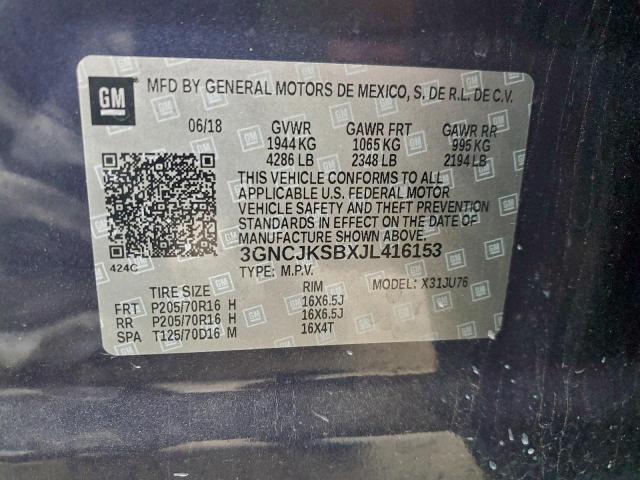 GM MFD BY GENERAL MOTORS DE MEXICO, S, DE R.L. DE C.V.
06/18 GVWR GAWR FRT GAWR RR
1944 KG 1065 KG 995 KG
4286 LB 2348 LB 2194 LB
THIS VEHICLE CONFORMS TO ALL
APPLICABLE U.S. FEDERAL MOTOR
VEHICLE SAFETY AND THEFT PREVENTION
STANDARDS IN EFFECT ON THE DATE OF
MANUFACTURE SHOWN ABOVE.
424C 3GNCJKSBXJL416153
TYPE: M.P.V. MODEL: X31JU76
TIRE SIZE RIM
FRT P205/70R16 H 16X6.5J
RR P205/70R16 H 16X6.5J
SPA T125/70D16 M 16X4T